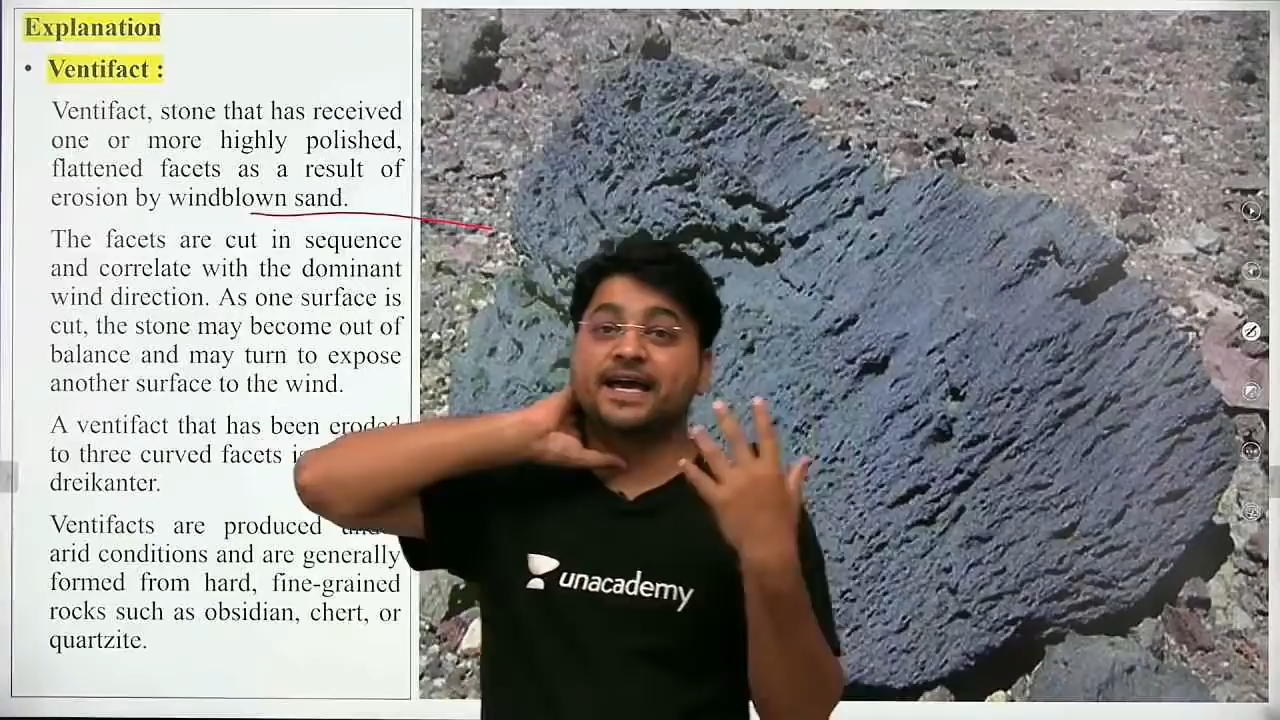 Explanation
• Ventifact :
Ventifact, stone that has received
one or more highly polished,
flattened facets as a result of
erosion by windblown sand.
The facets are cut in sequence
and correlate with the dominant
wind direction. As one surface is
cut, the stone may become out of
balance and may turn to expose
another surface to the wind.
A ventifact that has been eroded
to three curved facets
dreikanter.
Ventifacts are produced
arid conditions and are generally
formed from hard, fine-grained
rocks such as obsidian, chert, or
quartzite.
unacademy